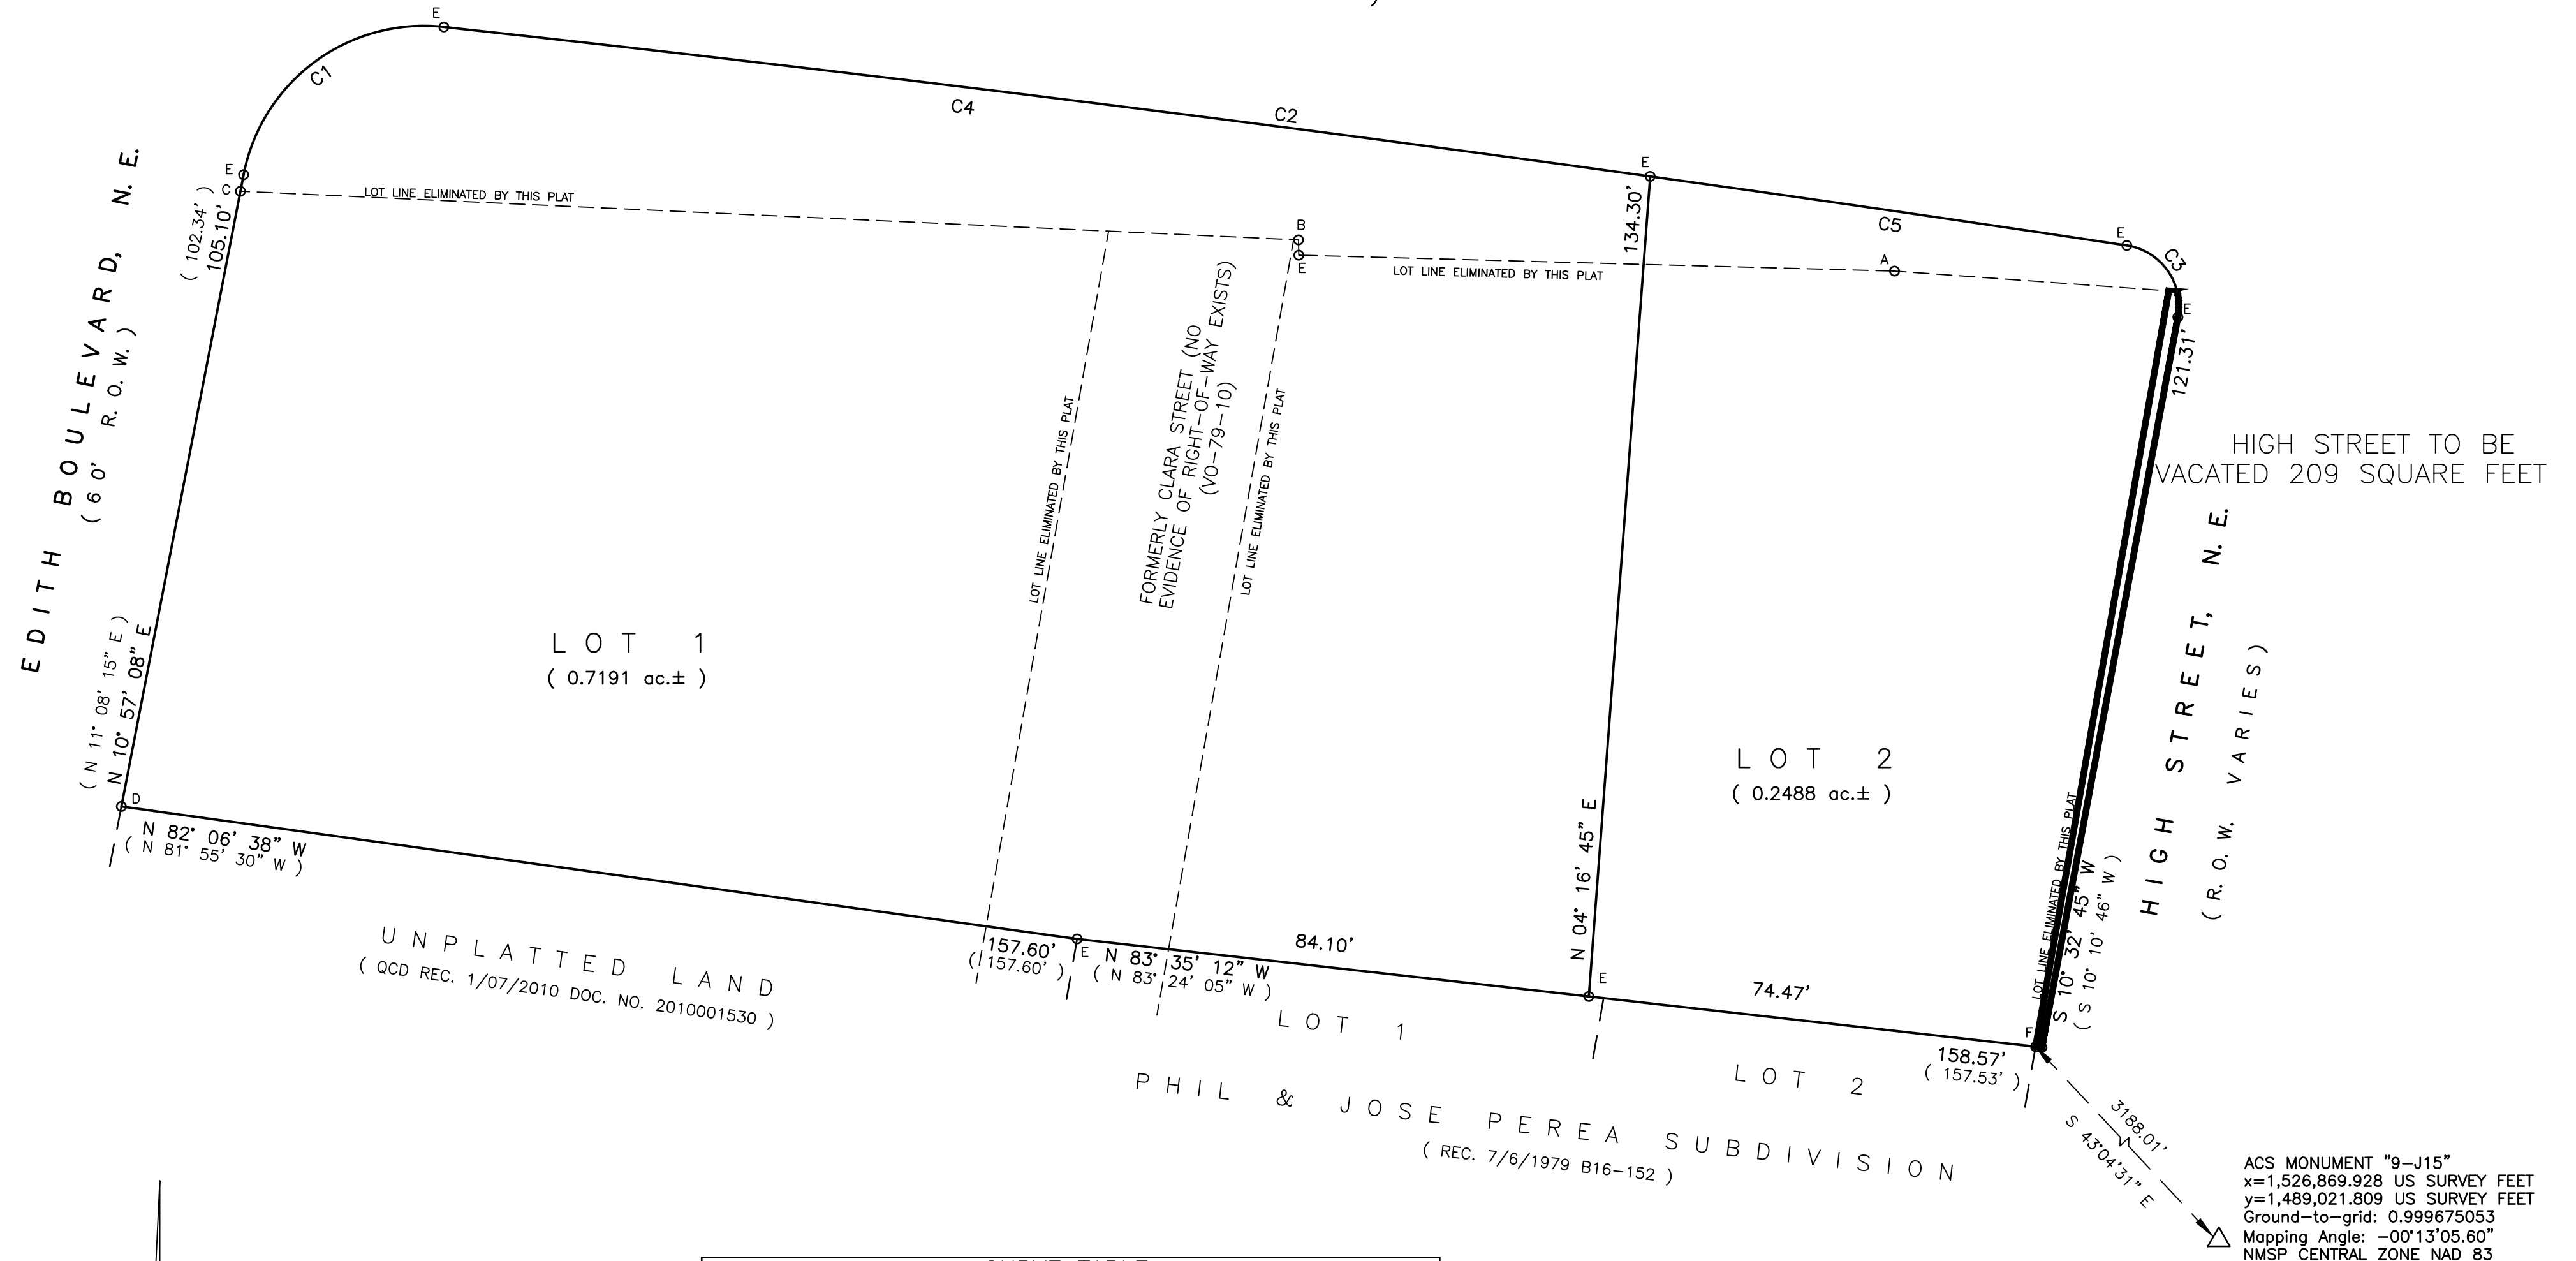 E
C1
C4
C2
E
E
C
LOT LINE ELIMINATED BY THIS PLAT
B
E
LOT LINE ELIMINATED BY THIS PLAT
A
C5
E
C3
E
EDITH BOULEVARD, N. E.
( 60' R. O. W. )
( 102.34' )
105.10'
( N 11° 08' 15" E )
N 10° 57' 08" E
134.30'
N 04° 16' 45" E
121.31'
HIGH STREET TO BE
VACATED 209 SQUARE FEET
LOT LINE ELIMINATED BY THIS PLAT
FORMERLY CLARA STREET (NO
EVIDENCE OF RIGHT-OF-WAY EXISTS)
(VO-79-10)
LOT LINE ELIMINATED BY THIS PLAT
LOT 1
( 0.7191 ac.± )
LOT 2
( 0.2488 ac.± )
HIGH STREET, N. E.
( R. O. W. VARIES )
LOT LINE ELIMINATED BY THIS PLAT
S 10° 32' 45" W
( S 10° 10' 46" W )
D
N 82° 06' 38" W
( N 81° 55' 30" W )
157.60'
( 157.60' )
E
N 83° 35' 12" W
( N 83° 24' 05" W )
84.10'
E
74.47'
F
158.57'
( 157.53' )
UNPLATTED LAND
( QCD REC. 1/07/2010 DOC. NO. 2010001530 )
LOT 1
LOT 2
PHIL & JOSE PEREA SUBDIVISION
( REC. 7/6/1979 B16-152 )
3188.01'
S 43°04'31" E
ACS MONUMENT "9-J15"
x=1,526,869.928 US SURVEY FEET
y=1,489,021.809 US SURVEY FEET
Ground-to-grid: 0.999675053
Mapping Angle: -00°13'05.60"
NMSP CENTRAL ZONE NAD 83